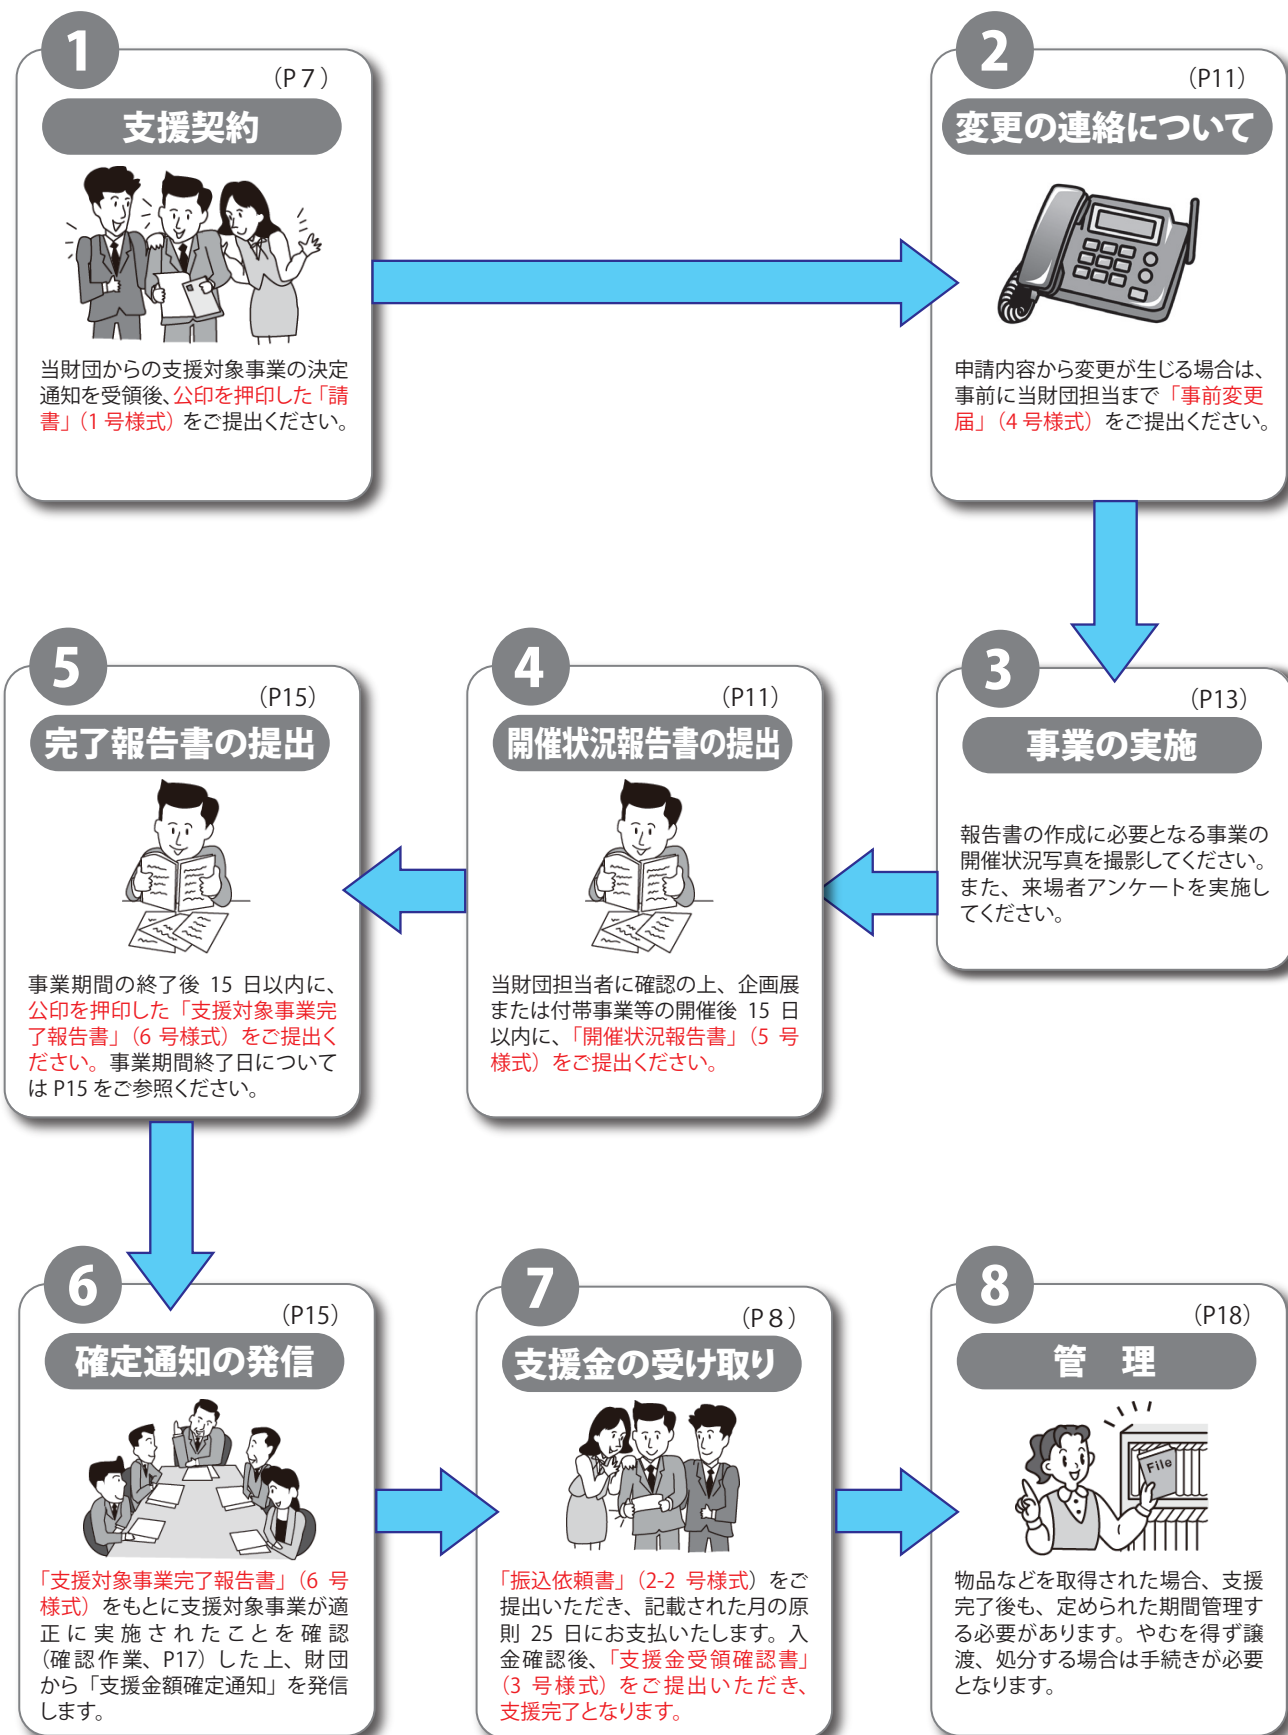 1
（P７）
支援契約
当財団からの支援対象事業の決定
通知を受領後、公印を押印した「請
書」（1 号様式）をご提出ください。
2
（P11）
変更の連絡について
申請内容から変更が生じる場合は、
事前に当財団担当まで「事前変更
届」（4 号様式）をご提出ください。
3
（P13）
事業の実施
報告書の作成に必要となる事業の
開催状況写真を撮影してください。
また、来場者アンケートを実施し
てください。
4
（P11）
開催状況報告書の提出
当財団担当者に確認の上、企画展
または付帯事業等の開催後 15 日
以内に、「開催状況報告書」（5 号
様式）をご提出ください。
5
（P15）
完了報告書の提出
事業期間の終了後 15 日以内に、
公印を押印した「支援対象事業完
了報告書」（6 号様式）をご提出く
ださい。事業期間終了日について
は P15 をご参照ください。
6
（P15）
確定通知の発信
「支援対象事業完了報告書」（6 号
様式）をもとに支援対象事業が適
正に実施されたことを確認
（確認作業、P17）した上、財団
から「支援金額確定通知」を発信
します。
7
（P８）
支援金の受け取り
「振込依頼書」（2-2 号様式）をご
提出いただき、記載された月の原
則 25 日にお支払いたします。入
金確認後、「支援金受領確認書」
（3 号様式）をご提出いただき、
支援完了となります。
8
（P18）
管　理
File
物品などを取得された場合、支援
完了後も、定められた期間管理す
る必要があります。やむを得ず譲
渡、処分する場合は手続きが必要
となります。